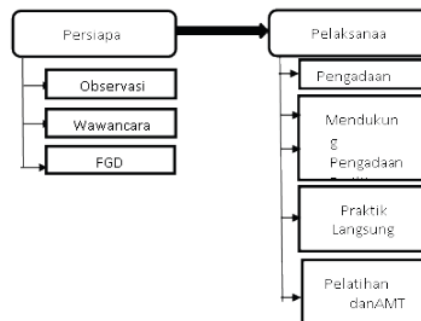 Persiapa
Observasi
Wawancara
FGD
Pelaksanaa
Pengadaan
Mendukun
g
Pengadaan
Praktik
Langsung
Pelatihan
danAMT